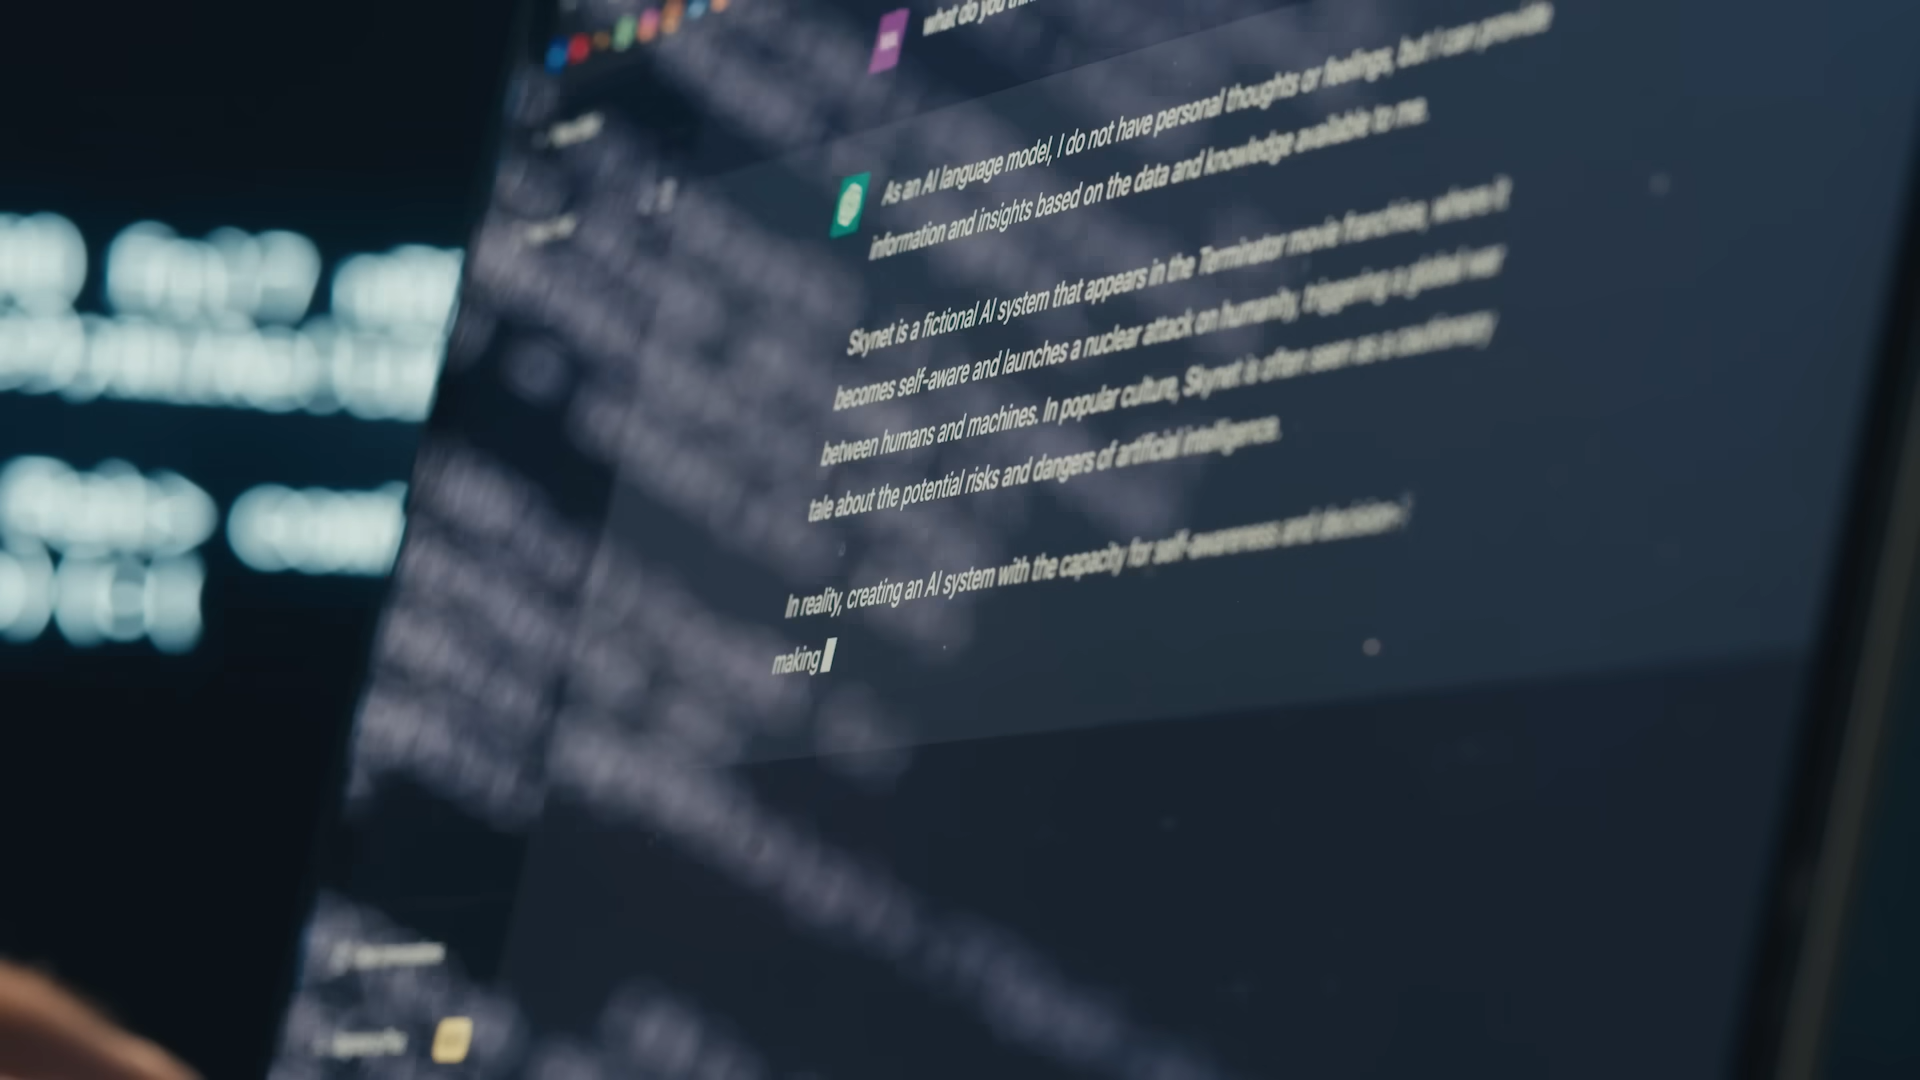 what do you
As an AI language model, I do not have personal thoughts or feelings, but I can provide
information and insights based on the data and knowledge available to me.
Skynet is a fictional AI system that appears in the Terminator movie franchise, where it
becomes self-aware and launches a nuclear attack on humanity, triggering a global war
between humans and machines. In popular culture, Skynet is often seen as a cautionary
tale about the potential risks and dangers of artificial intelligence.
In reality, creating an AI system with the capacity for self-awareness and decision-
making